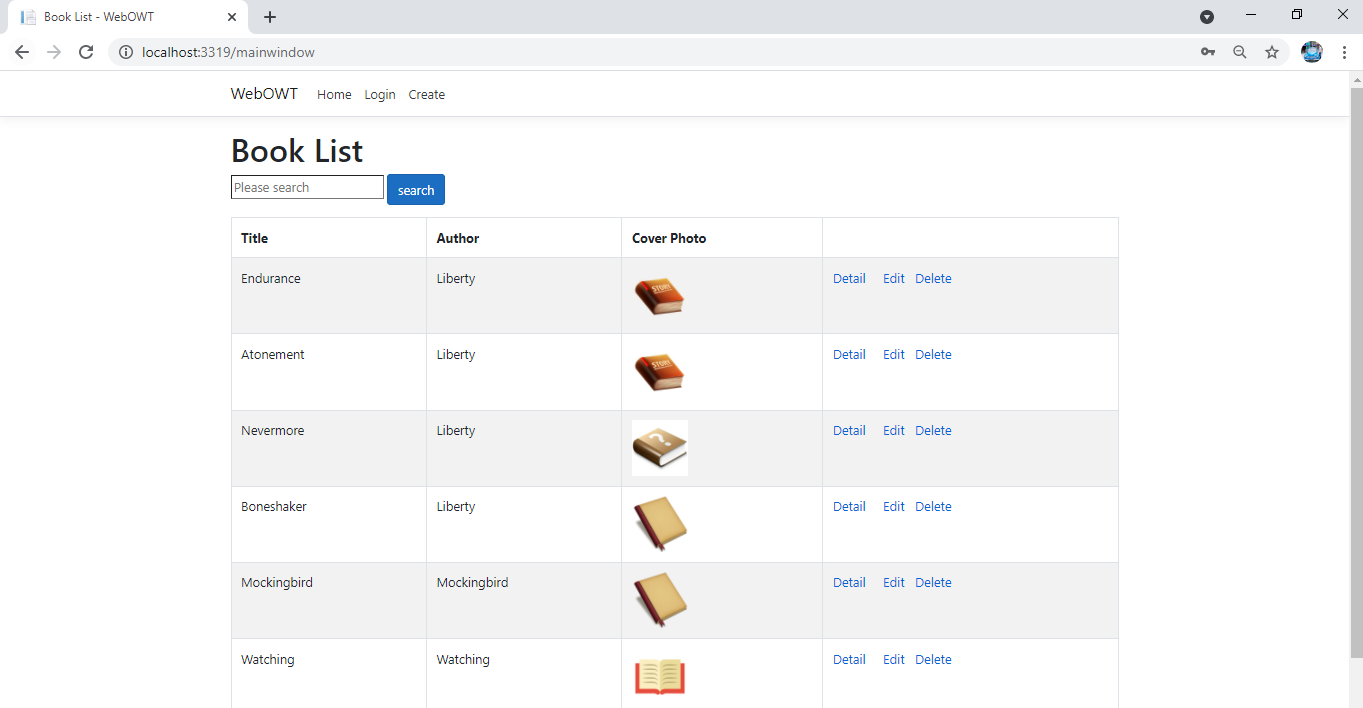 Book List - WebOWT
localhost:3319/mainwindow
WebOWT Home Login Create
Book List
Please search search
Title Author Cover Photo
Endurance Liberty STORY Detail Edit Delete
Atonement Liberty STORY Detail Edit Delete
Nevermore Liberty ? Detail Edit Delete
Boneshaker Liberty Detail Edit Delete
Mockingbird Mockingbird Detail Edit Delete
Watching Watching Detail Edit Delete